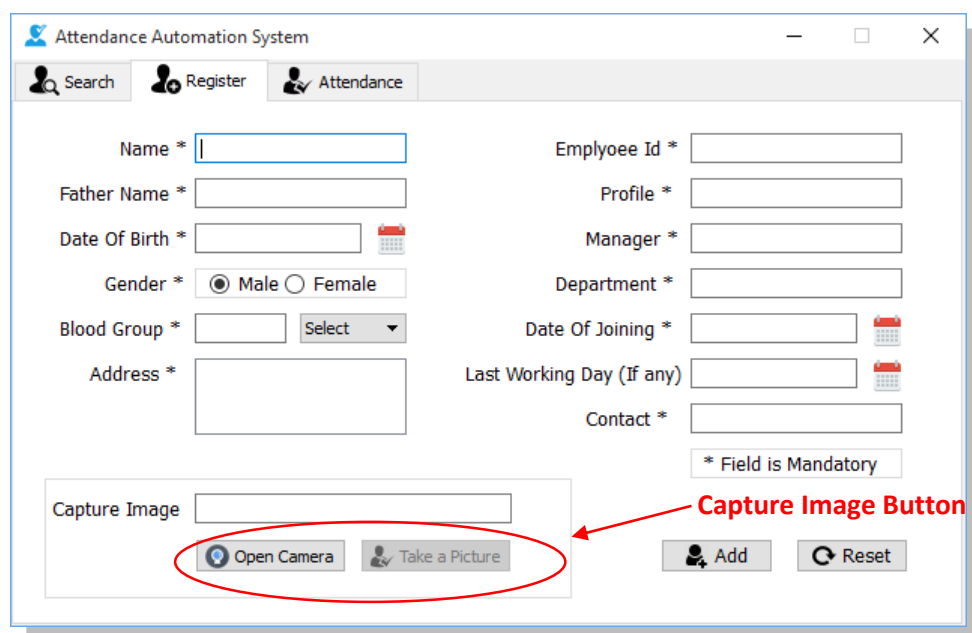 Attendance Automation System
Search Register Attendance
Name * Emplyoee Id *
Father Name * Profile *
Date Of Birth * Manager *
Gender * Male Female Department *
Blood Group * Select Date Of Joining *
Address * Last Working Day (If any)
Contact *
* Field is Mandatory
Capture Image Capture Image Button
Open Camera Take a Picture Add Reset